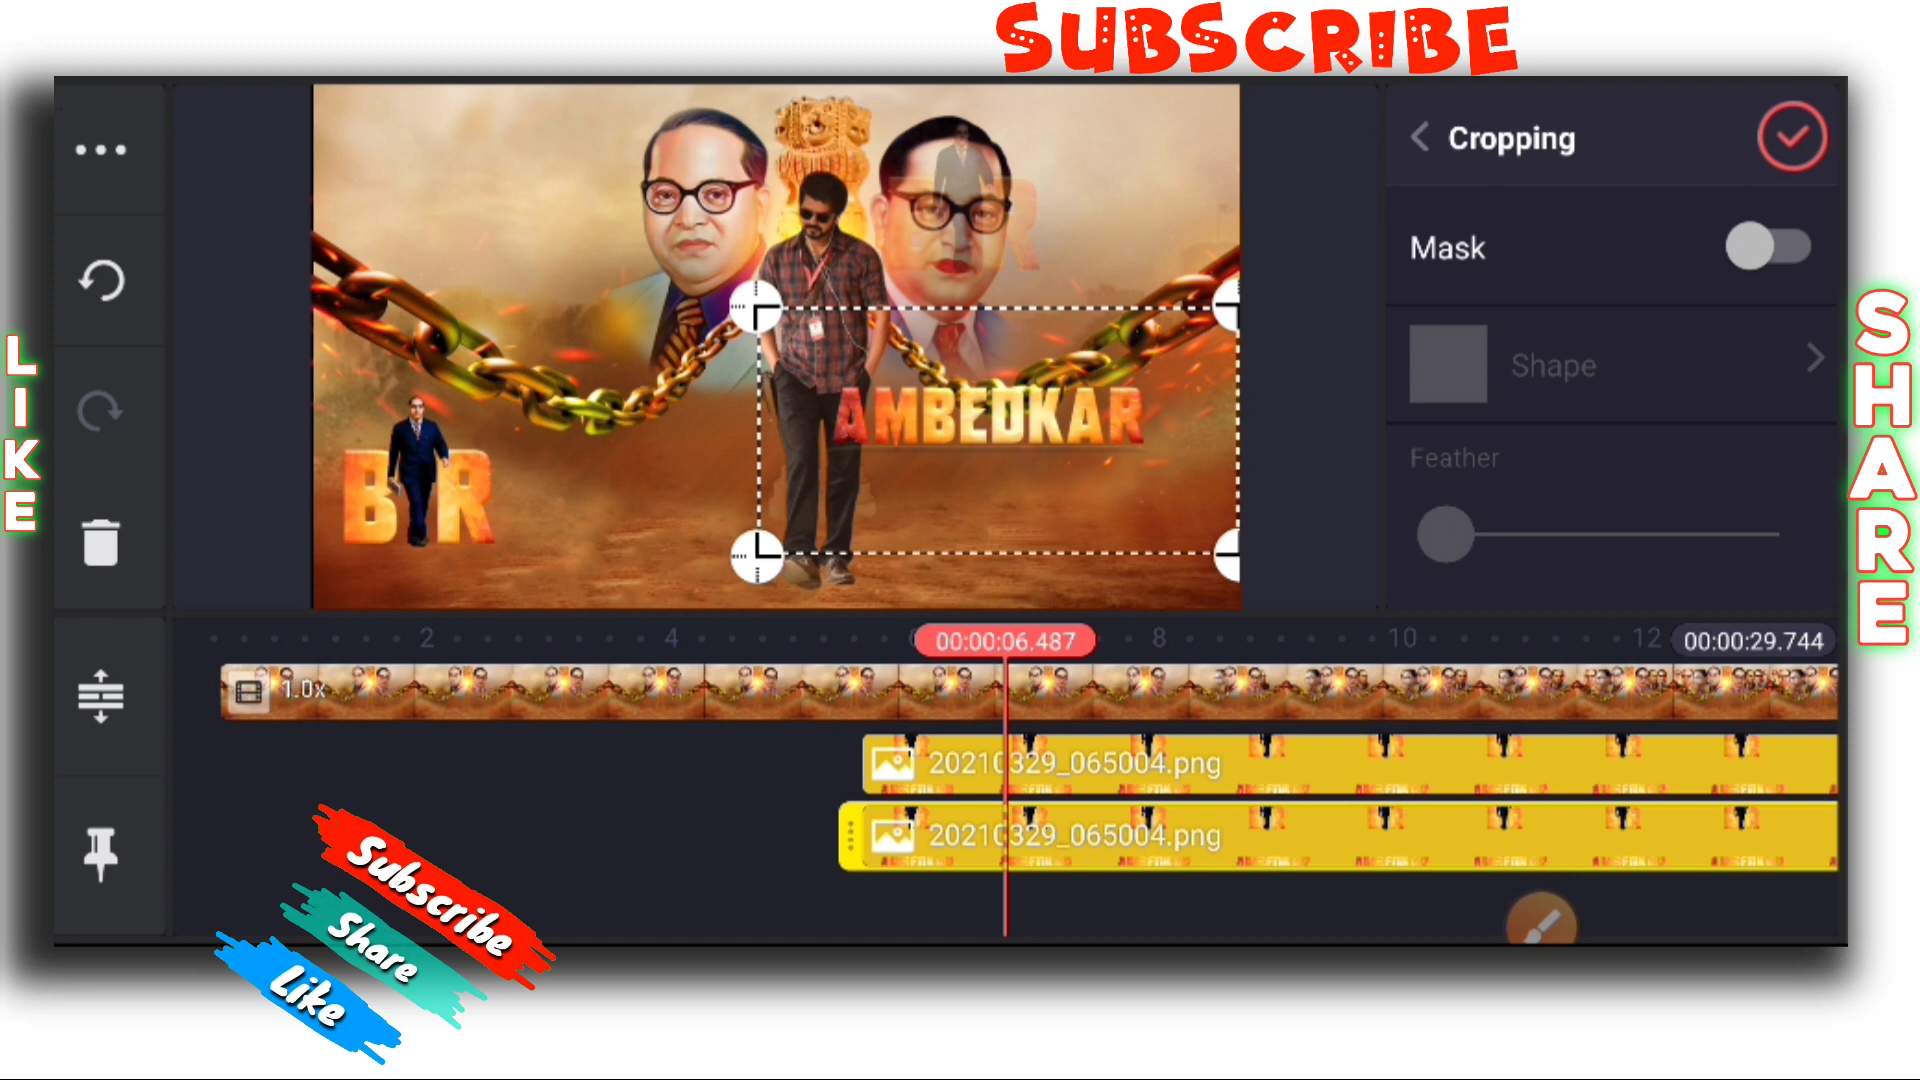 SUBSCRIBE
Cropping
Mask
Shape
Feather
LIKE
SHARE
AMBEDKAR
B R
2
4
00:00:06.487
8
10
12
00:00:29.744
1.0x
20210329_065004.png
20210329_065004.png
Subscribe
Share
Like